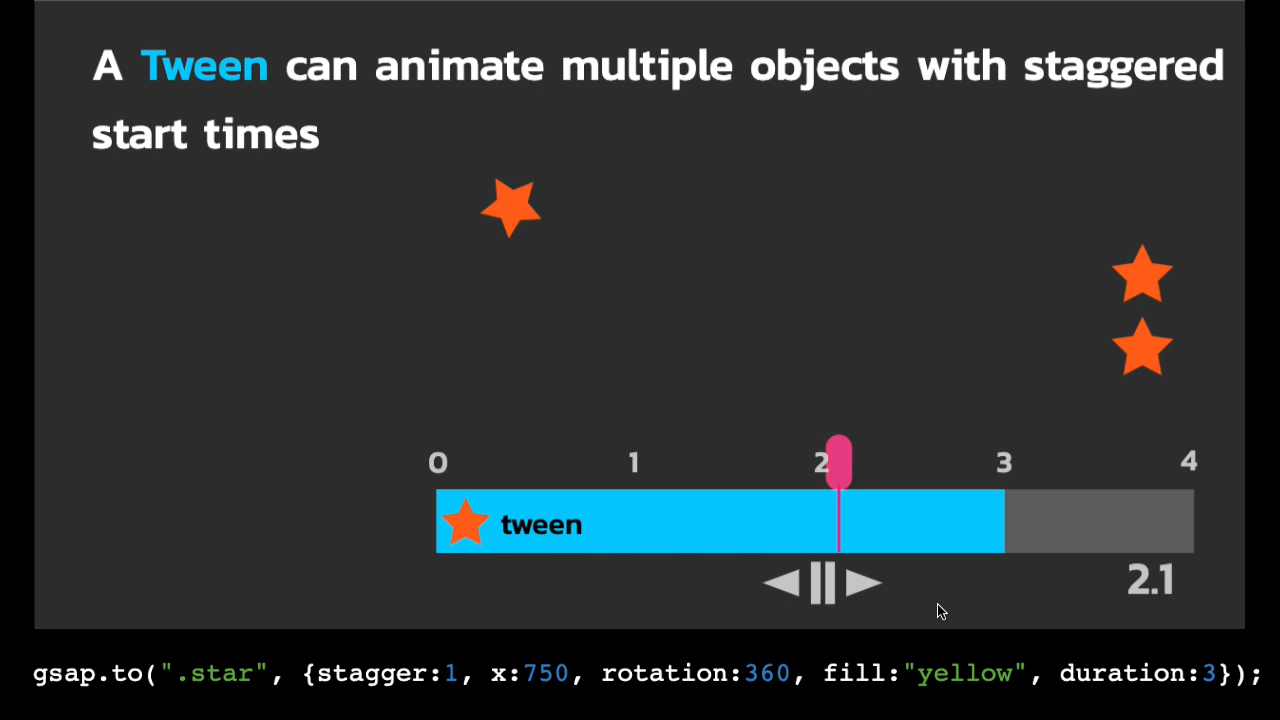 A Tween can animate multiple objects with staggered
start times
0 1 2 3 4
tween
2.1
gsap.to(".star", {stagger:1, x:750, rotation:360, fill:"yellow", duration:3});